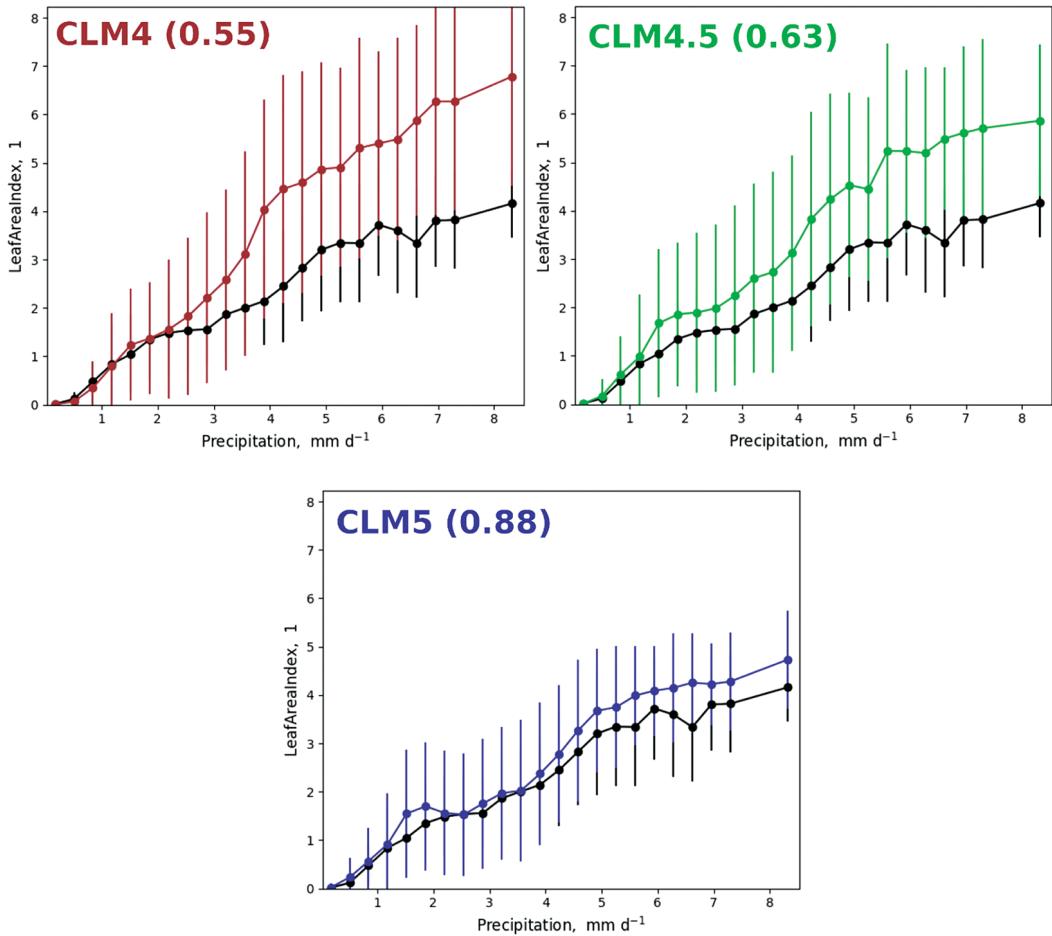 CLM4 (0.55)
8
7
6
5
4
3
2
1
0
LeafAreaIndex, 1
1 2 3 4 5 6 7 8
Precipitation, mm d⁻¹
CLM4.5 (0.63)
8
7
6
5
4
3
2
1
0
LeafAreaIndex, 1
1 2 3 4 5 6 7 8
Precipitation, mm d⁻¹
CLM5 (0.88)
8
7
6
5
4
3
2
1
0
LeafAreaIndex, 1
1 2 3 4 5 6 7 8
Precipitation, mm d⁻¹